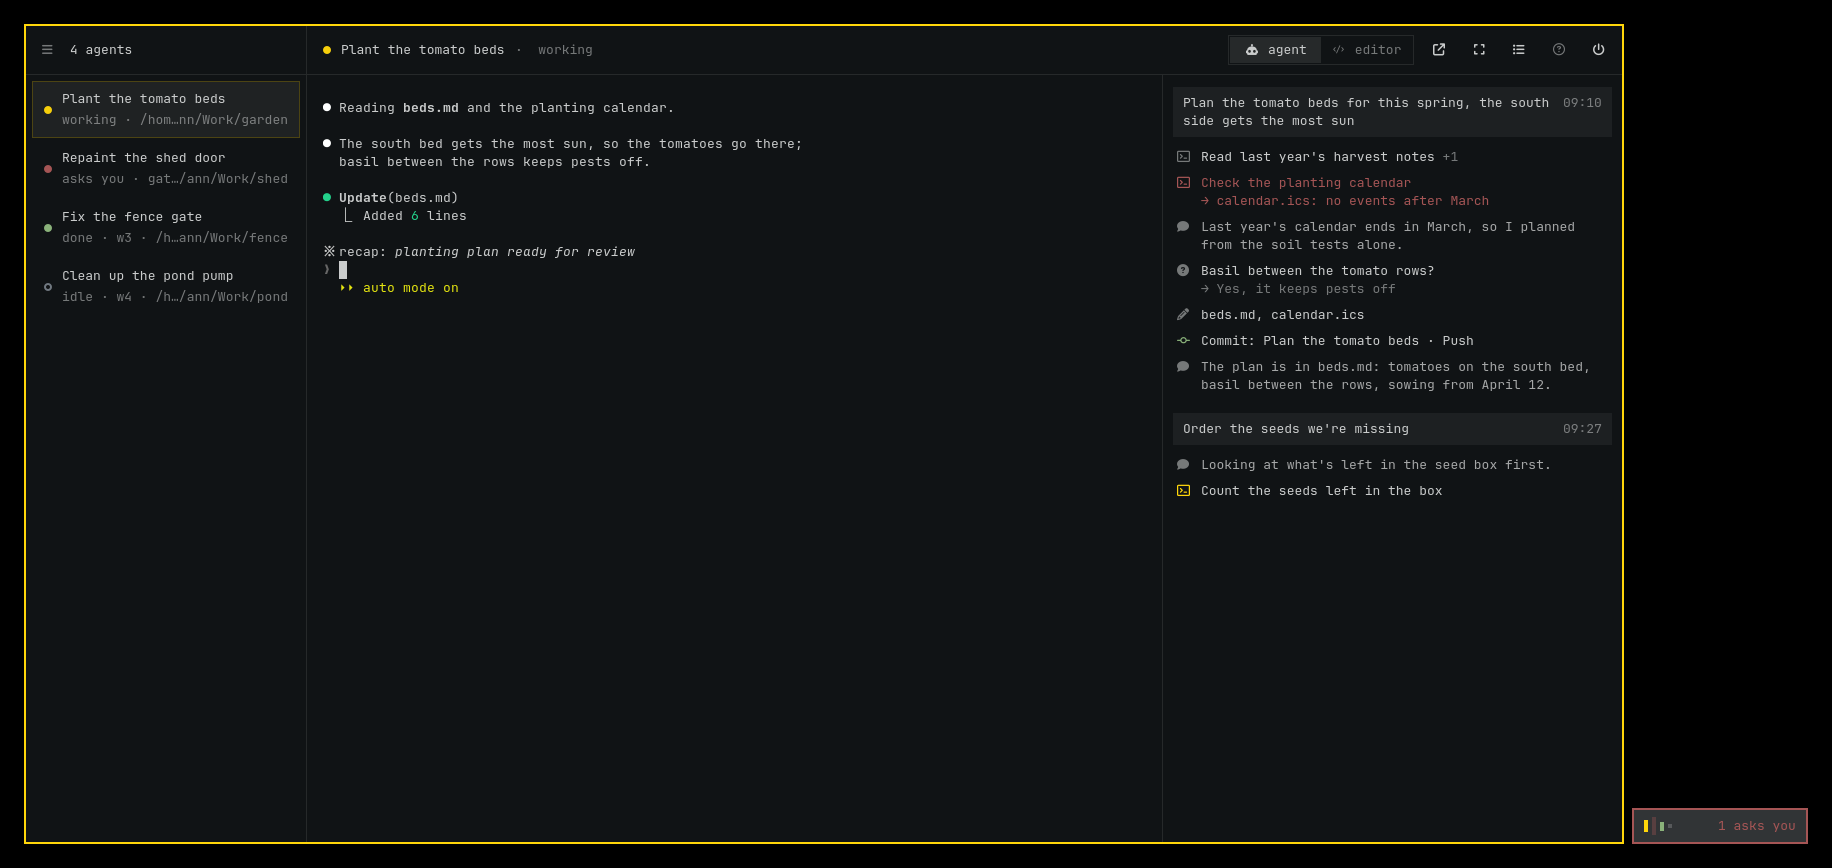 4 agents
Plant the tomato beds · working
agent
editor
Plant the tomato beds
working · /hom…nn/Work/garden
Repaint the shed door
asks you · gat…/ann/Work/shed
Fix the fence gate
done · w3 · /h…ann/Work/fence
Clean up the pond pump
idle · w4 · /h…/ann/Work/pond
Reading beds.md and the planting calendar.
The south bed gets the most sun, so the tomatoes go there;
basil between the rows keeps pests off.
Update(beds.md)
⎿ Added 6 lines
※ recap: planting plan ready for review
⏵⏵ auto mode on
Plan the tomato beds for this spring, the south 09:10
side gets the most sun
Read last year's harvest notes +1
Check the planting calendar
→ calendar.ics: no events after March
Last year's calendar ends in March, so I planned
from the soil tests alone.
Basil between the tomato rows?
→ Yes, it keeps pests off
beds.md, calendar.ics
Commit: Plan the tomato beds · Push
The plan is in beds.md: tomatoes on the south bed,
basil between the rows, sowing from April 12.
Order the seeds we're missing 09:27
Looking at what's left in the seed box first.
Count the seeds left in the box
1 asks you